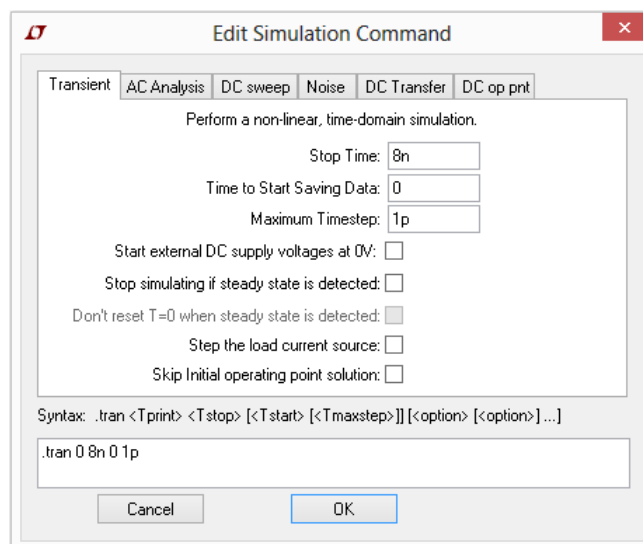 Edit Simulation Command
Transient AC Analysis DC sweep Noise DC Transfer DC op pnt
Perform a non-linear, time-domain simulation.
Stop Time: 8n
Time to Start Saving Data: 0
Maximum Timestep: 1p
Start external DC supply voltages at 0V:
Stop simulating if steady state is detected:
Don't reset T=0 when steady state is detected:
Step the load current source:
Skip Initial operating point solution:
Syntax: .tran <Tprint> <Tstop> [<Tstart> [<Tmaxstep>]] [<option> [<option>] ...]
.tran 0 8n 0 1p
Cancel OK